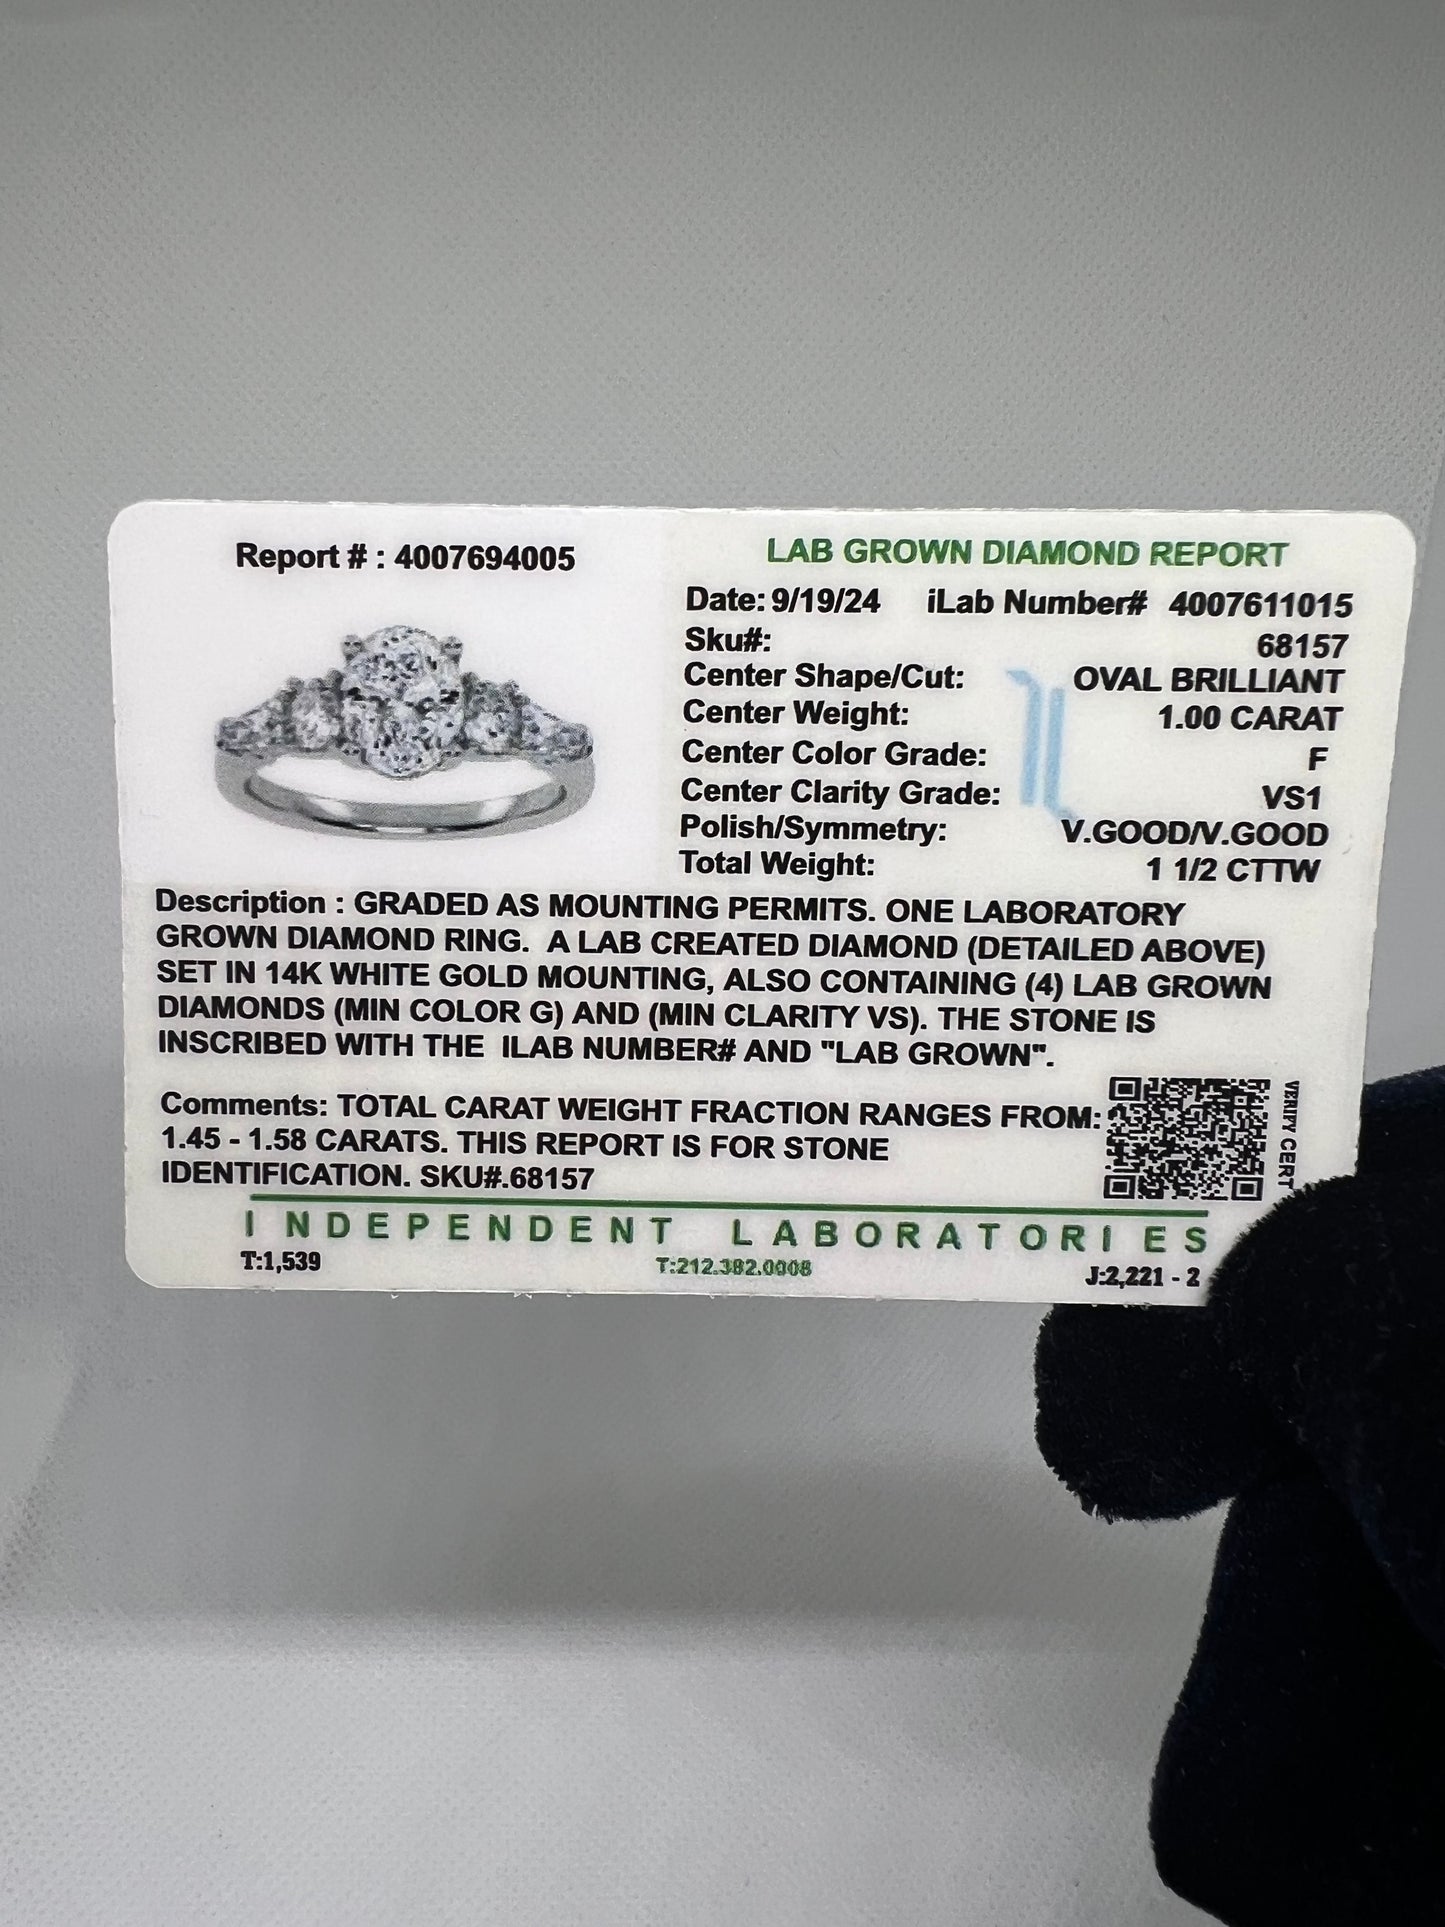 Report # : 4007694005
LAB GROWN DIAMOND REPORT
Date: 9/19/24 iLab Number# 4007611015
Sku#: 68157
Center Shape/Cut: OVAL BRILLIANT
Center Weight: 1.00 CARAT
Center Color Grade: F
Center Clarity Grade: VS1
Polish/Symmetry: V.GOOD/V.GOOD
Total Weight: 1 1/2 CTTW
Description : GRADED AS MOUNTING PERMITS. ONE LABORATORY
GROWN DIAMOND RING. A LAB CREATED DIAMOND (DETAILED ABOVE)
SET IN 14K WHITE GOLD MOUNTING, ALSO CONTAINING (4) LAB GROWN
DIAMONDS (MIN COLOR G) AND (MIN CLARITY VS). THE STONE IS
INSCRIBED WITH THE ILAB NUMBER# AND "LAB GROWN".
Comments: TOTAL CARAT WEIGHT FRACTION RANGES FROM:
1.45 - 1.58 CARATS. THIS REPORT IS FOR STONE
IDENTIFICATION. SKU#.68157
VERIFY CERT
INDEPENDENT LABORATORIES
T:1,539 T:212.382.0008 J:2,221 - 2